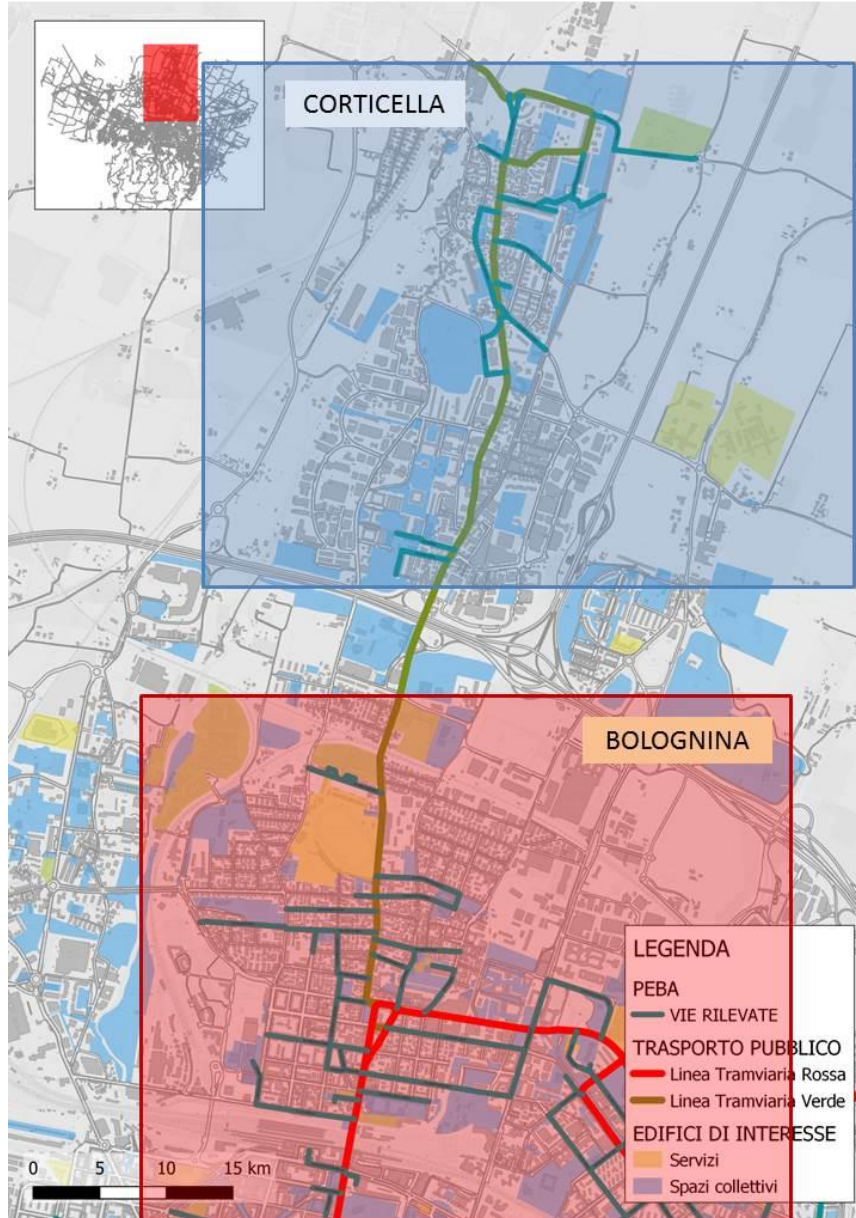 CORTICELLA
BOLOGNINA
LEGENDA
PEBA
VIE RILEVATE
TRASPORTO PUBBLICO
Linea Tramviaria Rossa
Linea Tramviaria Verde
EDIFICI DI INTERESSE
Servizi
Spazi collettivi
0 5 10 15 km